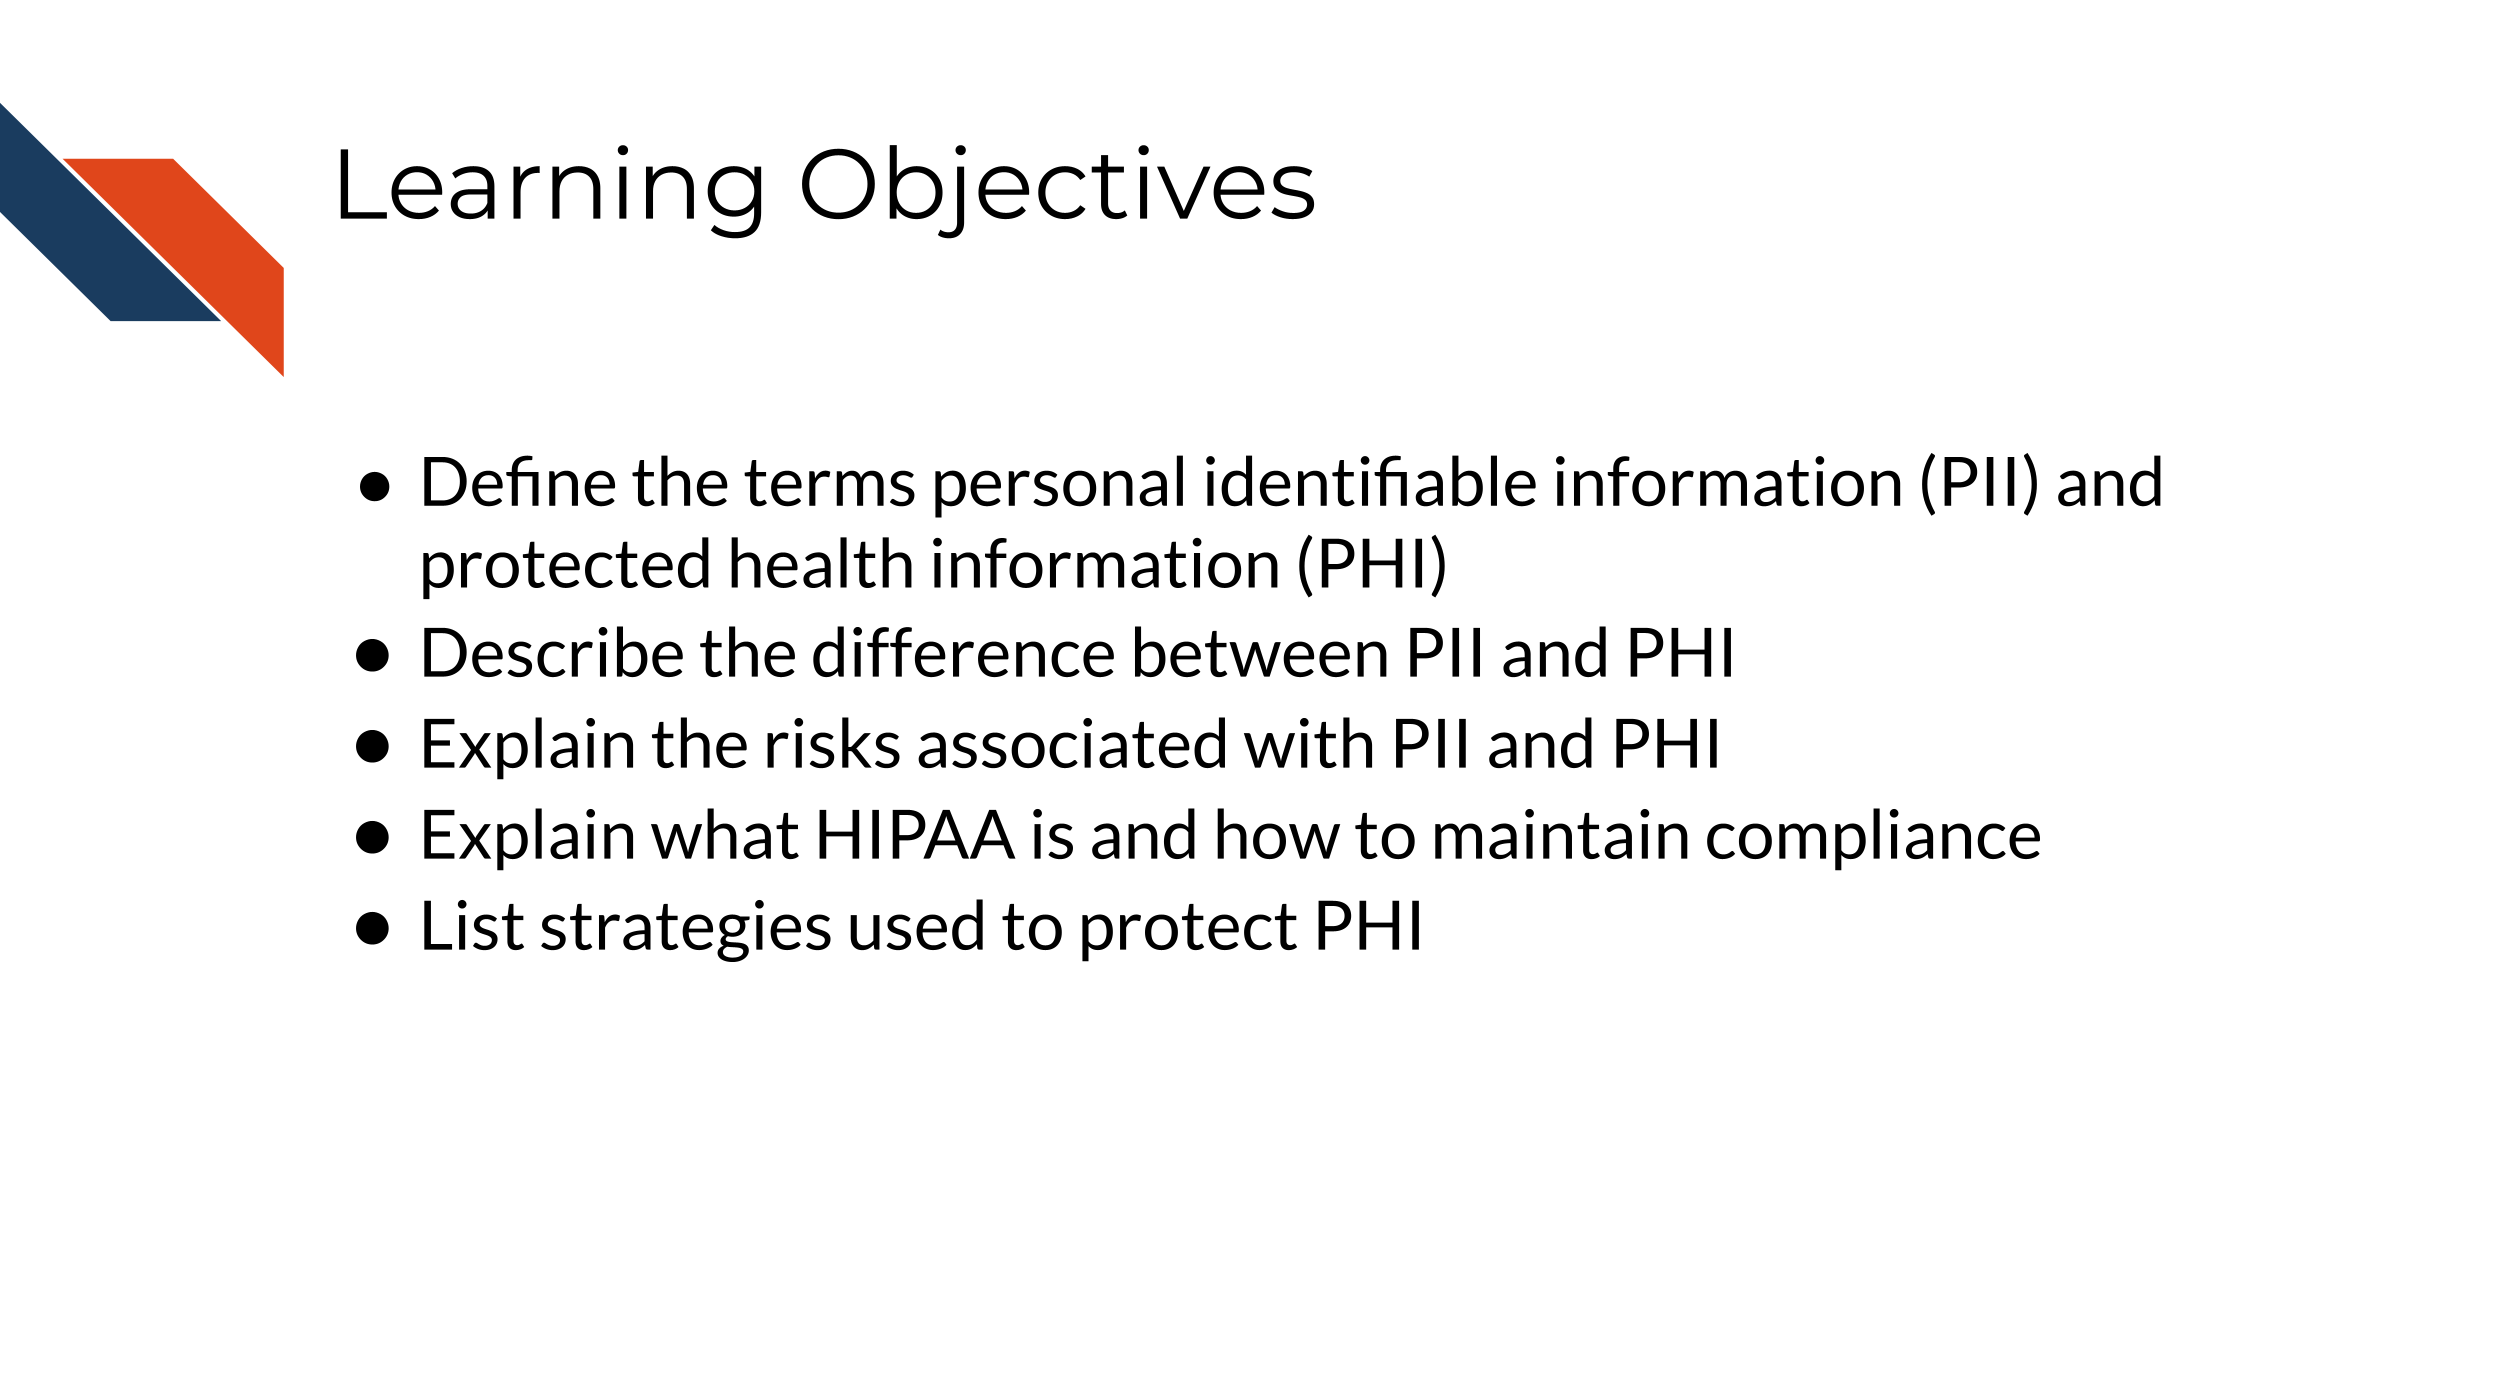 Learning Objectives
● Define the terms personal identifiable information (PII) and
protected health information (PHI)
● Describe the difference between PII and PHI
● Explain the risks associated with PII and PHI
● Explain what HIPAA is and how to maintain compliance
● List strategies used to protect PHI